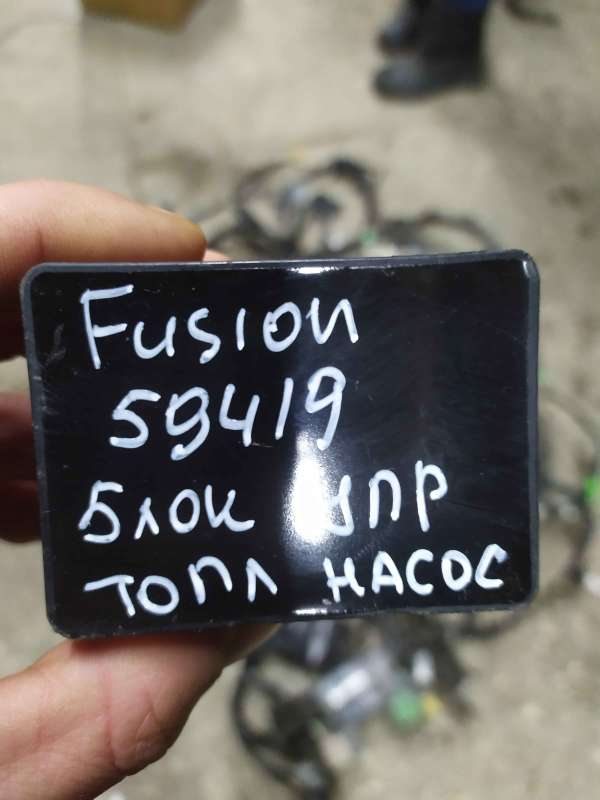 Fusion
59419
Блок УПР
ТОПЛ НАСОС